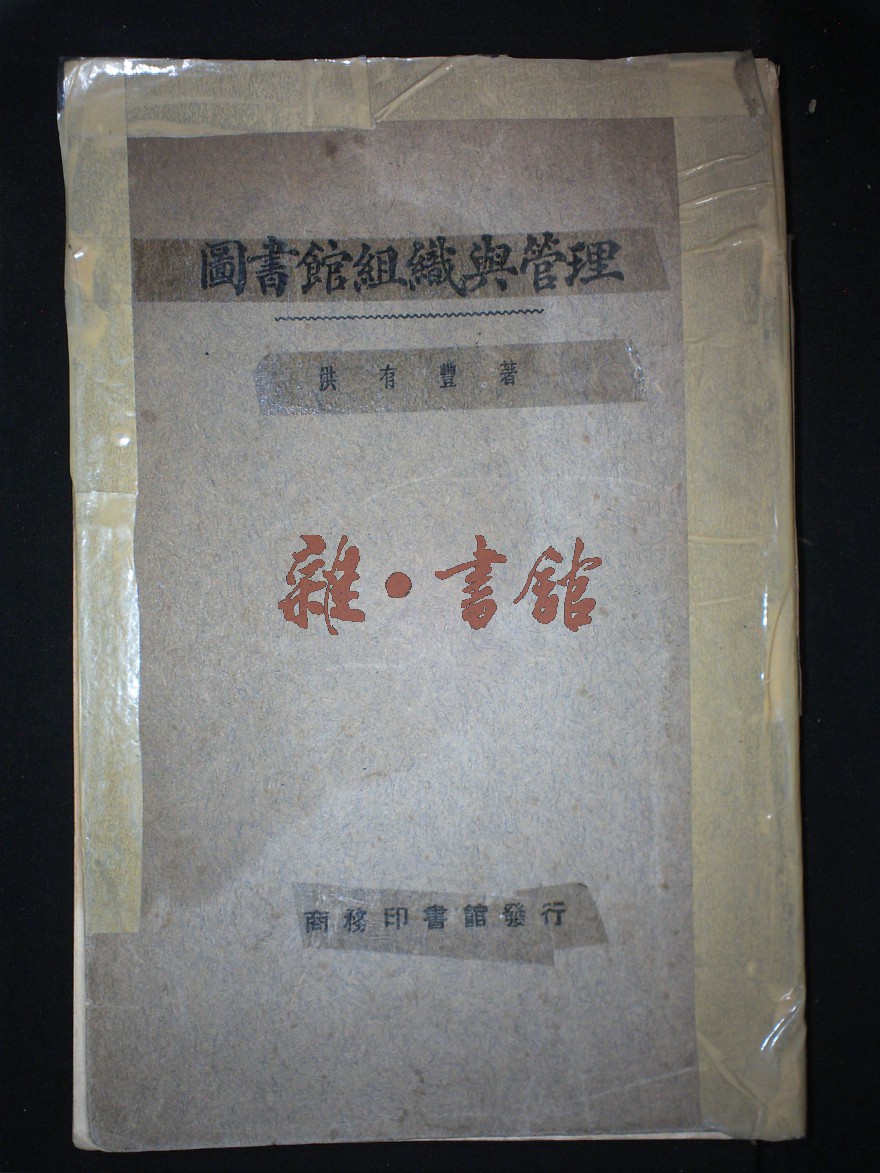 圖書館組織與管理
洪有豐著
雜·書館
商務印書館發行